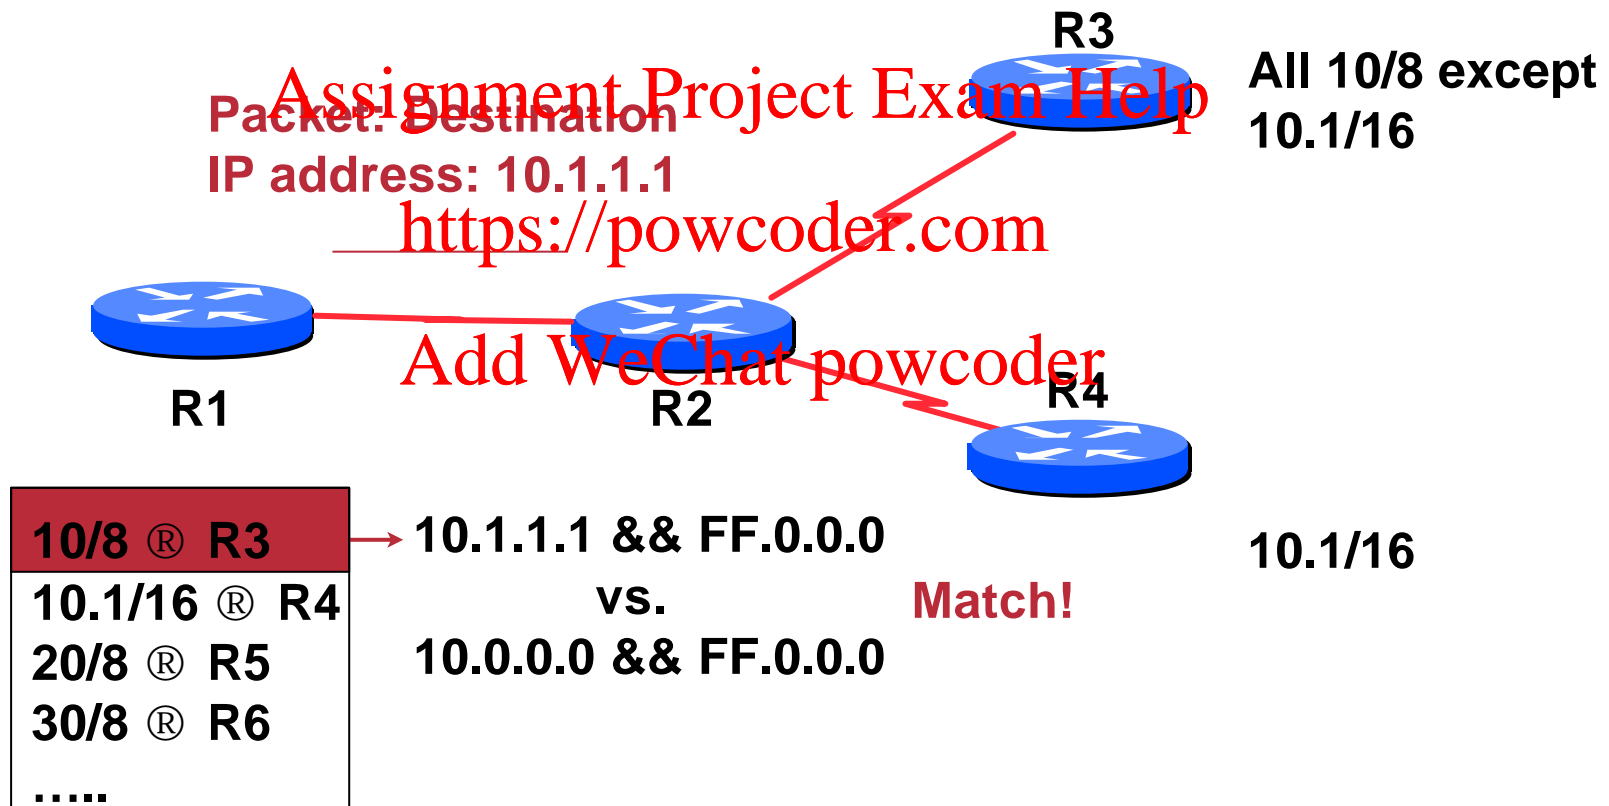 R3
All 10/8 except
10.1/16
Assignment Project Exam Help
Packet: Destination
IP address: 10.1.1.1
https://powcoder.com
Add WeChat powcoder
R1
R2
R4
10/8 ® R3
10.1/16 ® R4
20/8 ® R5
30/8 ® R6
…..
10.1.1.1 && FF.0.0.0
vs.
10.0.0.0 && FF.0.0.0
Match!
10.1/16